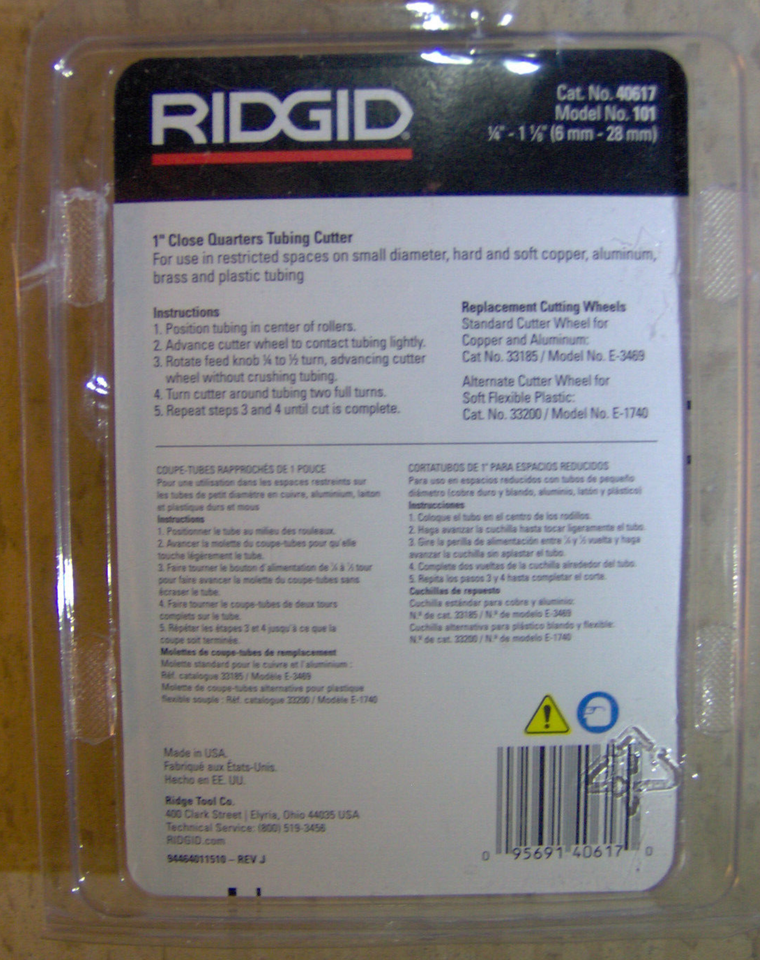 RIDGID
Cat. No. 40617
Model No. 101
¼" - 1 ⅛" (6 mm - 28 mm)
1" Close Quarters Tubing Cutter
For use in restricted spaces on small diameter, hard and soft copper, aluminum,
brass and plastic tubing
Instructions
1. Position tubing in center of rollers.
2. Advance cutter wheel to contact tubing lightly.
3. Rotate feed knob ¼ to ½ turn, advancing cutter
wheel without crushing tubing.
4. Turn cutter around tubing two full turns.
5. Repeat steps 3 and 4 until cut is complete.
Replacement Cutting Wheels
Standard Cutter Wheel for
Copper and Aluminum:
Cat No. 33185 / Model No. E-3469
Alternate Cutter Wheel for
Soft Flexible Plastic:
Cat. No. 33200 / Model No. E-1740
COUPE-TUBES RAPPROCHÉS DE 1 POUCE
Pour une utilisation dans les espaces restreints sur
les tubes de petit diamètre en cuivre, aluminium, laiton
et plastique durs et mous
Instructions
1. Positionner le tube au milieu des rouleaux.
2. Avancer la molette du coupe-tubes pour qu'elle
touche légèrement le tube.
3. Faire tourner le bouton d'alimentation de ¼ à ½ tour
pour faire avancer la molette du coupe-tubes sans
écraser le tube.
4. Faire tourner le coupe-tubes de deux tours
complets sur le tube.
5. Répéter les étapes 3 et 4 jusqu'à ce que la
coupe soit terminée.
Molettes de coupe-tubes de remplacement
Molette standard pour le cuivre et l'aluminium :
Réf. catalogue 33185 / Modèle E-3469
Molette de coupe-tubes alternative pour plastique
flexible souple : Réf. catalogue 33200 / Modèle E-1740
CORTATUBOS DE 1" PARA ESPACIOS REDUCIDOS
Para uso en espacios reducidos con tubos de pequeño
diámetro (cobre duro y blando, aluminio, latón y plástico)
Instrucciones
1. Coloque el tubo en el centro de los rodillos.
2. Haga avanzar la cuchilla hasta tocar ligeramente el tubo.
3. Gire la perilla de alimentación entre ¼ y ½ vuelta y haga
avanzar la cuchilla sin aplastar el tubo.
4. Complete dos vueltas de la cuchilla alrededor del tubo.
5. Repita los pasos 3 y 4 hasta completar el corte.
Cuchillas de repuesto
Cuchilla estándar para cobre y aluminio:
N.º de cat. 33185 / N.º de modelo E-3469
Cuchilla alternativa para plástico blando y flexible:
N.º de cat. 33200 / N.º de modelo E-1740
Made in USA.
Fabriqué aux États-Unis.
Hecho en EE. UU.
Ridge Tool Co.
400 Clark Street | Elyria, Ohio 44035 USA
Technical Service: (800) 519-3456
RIDGID.com
94464011S10 – REV J
0 95691 40617 0